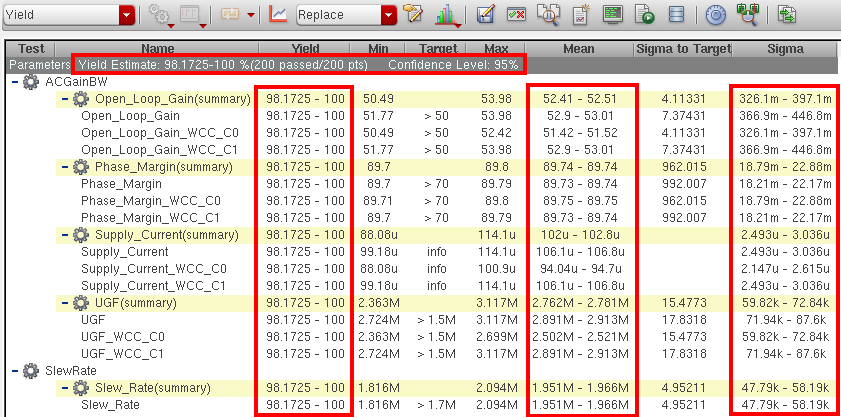 Yield Replace
Test Name Yield Min Target Max Mean Sigma to Target Sigma
Parameters Yield Estimate: 98.1725-100 %(200 passed/200 pts) Confidence Level: 95%
ACGainBW
Open_Loop_Gain(summary) 98.1725 - 100 50.49 53.98 52.41 - 52.51 4.11331 326.1m - 397.1m
Open_Loop_Gain 98.1725 - 100 51.77 > 50 53.98 52.9 - 53.01 7.37431 366.9m - 446.8m
Open_Loop_Gain_WCC_C0 98.1725 - 100 50.49 > 50 52.42 51.42 - 51.52 4.11331 326.1m - 397.1m
Open_Loop_Gain_WCC_C1 98.1725 - 100 51.77 > 50 53.98 52.9 - 53.01 7.37431 366.9m - 446.8m
Phase_Margin(summary) 98.1725 - 100 89.7 89.8 89.74 - 89.74 962.015 18.79m - 22.88m
Phase_Margin 98.1725 - 100 89.7 > 70 89.79 89.73 - 89.74 992.007 18.21m - 22.17m
Phase_Margin_WCC_C0 98.1725 - 100 89.71 > 70 89.8 89.75 - 89.75 962.015 18.79m - 22.88m
Phase_Margin_WCC_C1 98.1725 - 100 89.7 > 70 89.79 89.73 - 89.74 992.007 18.21m - 22.17m
Supply_Current(summary) 98.1725 - 100 88.08u 114.1u 102u - 102.8u 2.493u - 3.036u
Supply_Current 98.1725 - 100 99.18u info 114.1u 106.1u - 106.8u 2.493u - 3.036u
Supply_Current_WCC_C0 98.1725 - 100 88.08u info 100.9u 94.04u - 94.7u 2.147u - 2.615u
Supply_Current_WCC_C1 98.1725 - 100 99.18u info 114.1u 106.1u - 106.8u 2.493u - 3.036u
UGF(summary) 98.1725 - 100 2.363M 3.117M 2.762M - 2.781M 15.4773 59.82k - 72.84k
UGF 98.1725 - 100 2.724M > 1.5M 3.117M 2.891M - 2.913M 17.8318 71.94k - 87.6k
UGF_WCC_C0 98.1725 - 100 2.363M > 1.5M 2.699M 2.502M - 2.521M 15.4773 59.82k - 72.84k
UGF_WCC_C1 98.1725 - 100 2.724M > 1.5M 3.117M 2.891M - 2.913M 17.8318 71.94k - 87.6k
SlewRate
Slew_Rate(summary) 98.1725 - 100 1.816M 2.094M 1.951M - 1.966M 4.95211 47.79k - 58.19k
Slew_Rate 98.1725 - 100 1.816M > 1.7M 2.094M 1.951M - 1.966M 4.95211 47.79k - 58.19k